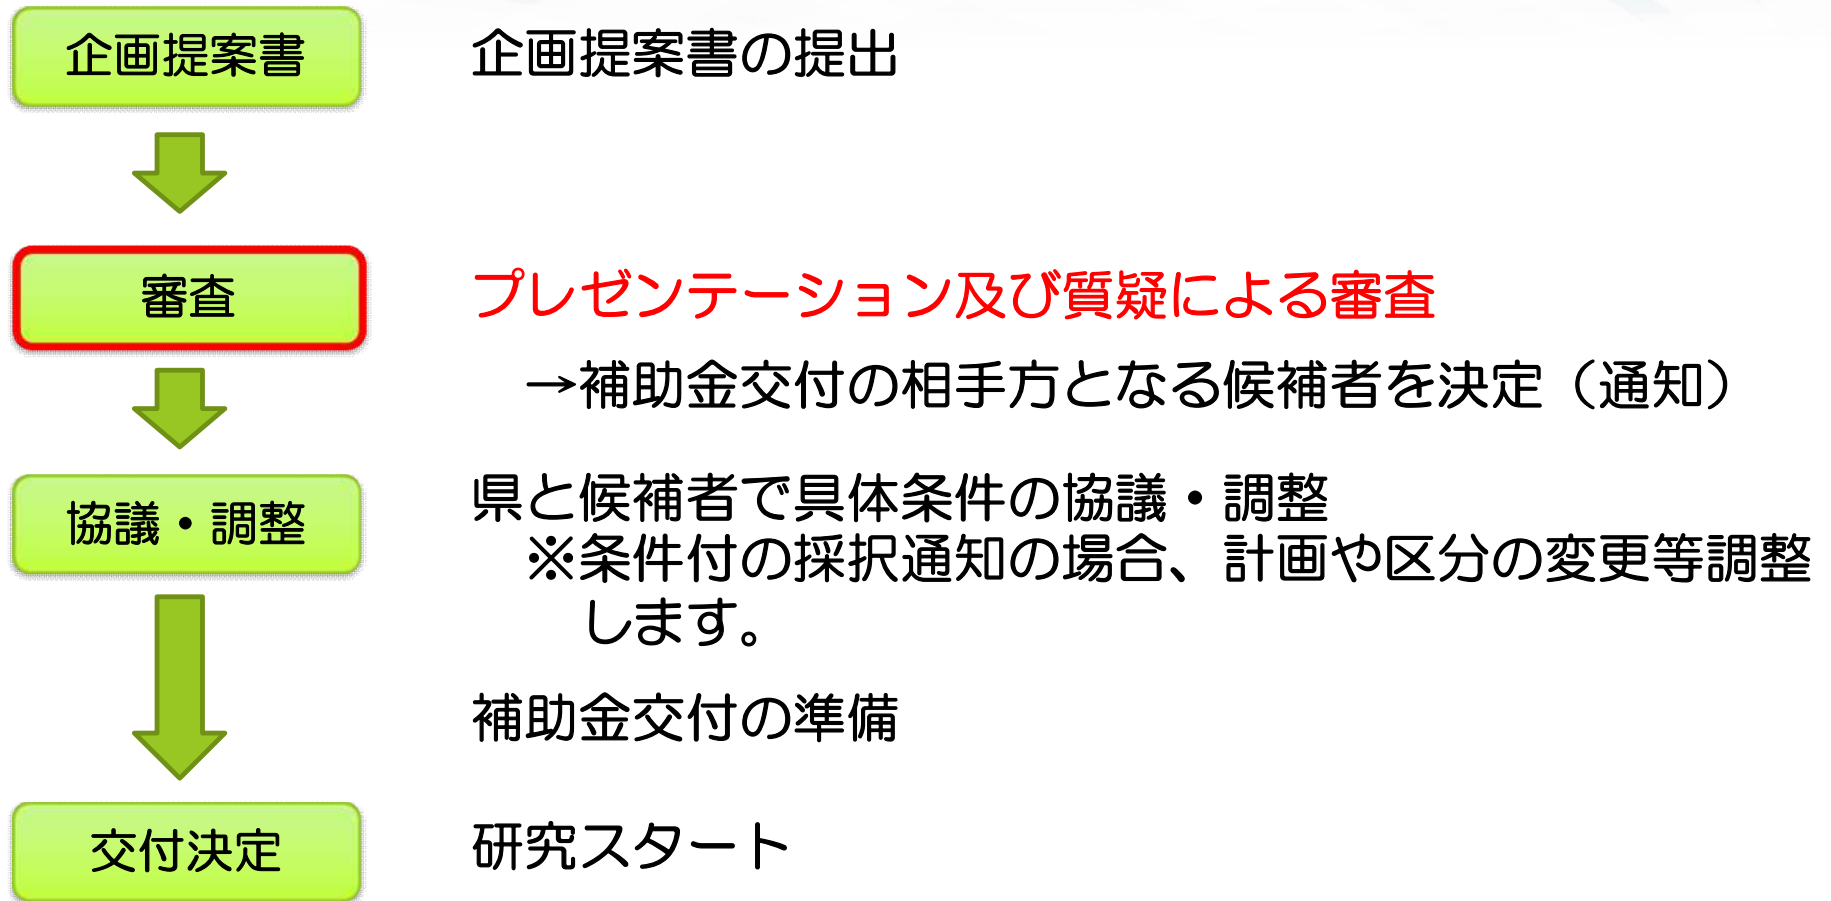 企画提案書
企画提案書の提出
審査
プレゼンテーション及び質疑による審査
→補助金交付の相手方となる候補者を決定（通知）
協議・調整
県と候補者で具体条件の協議・調整
※条件付の採択通知の場合、計画や区分の変更等調整
します。
補助金交付の準備
交付決定
研究スタート